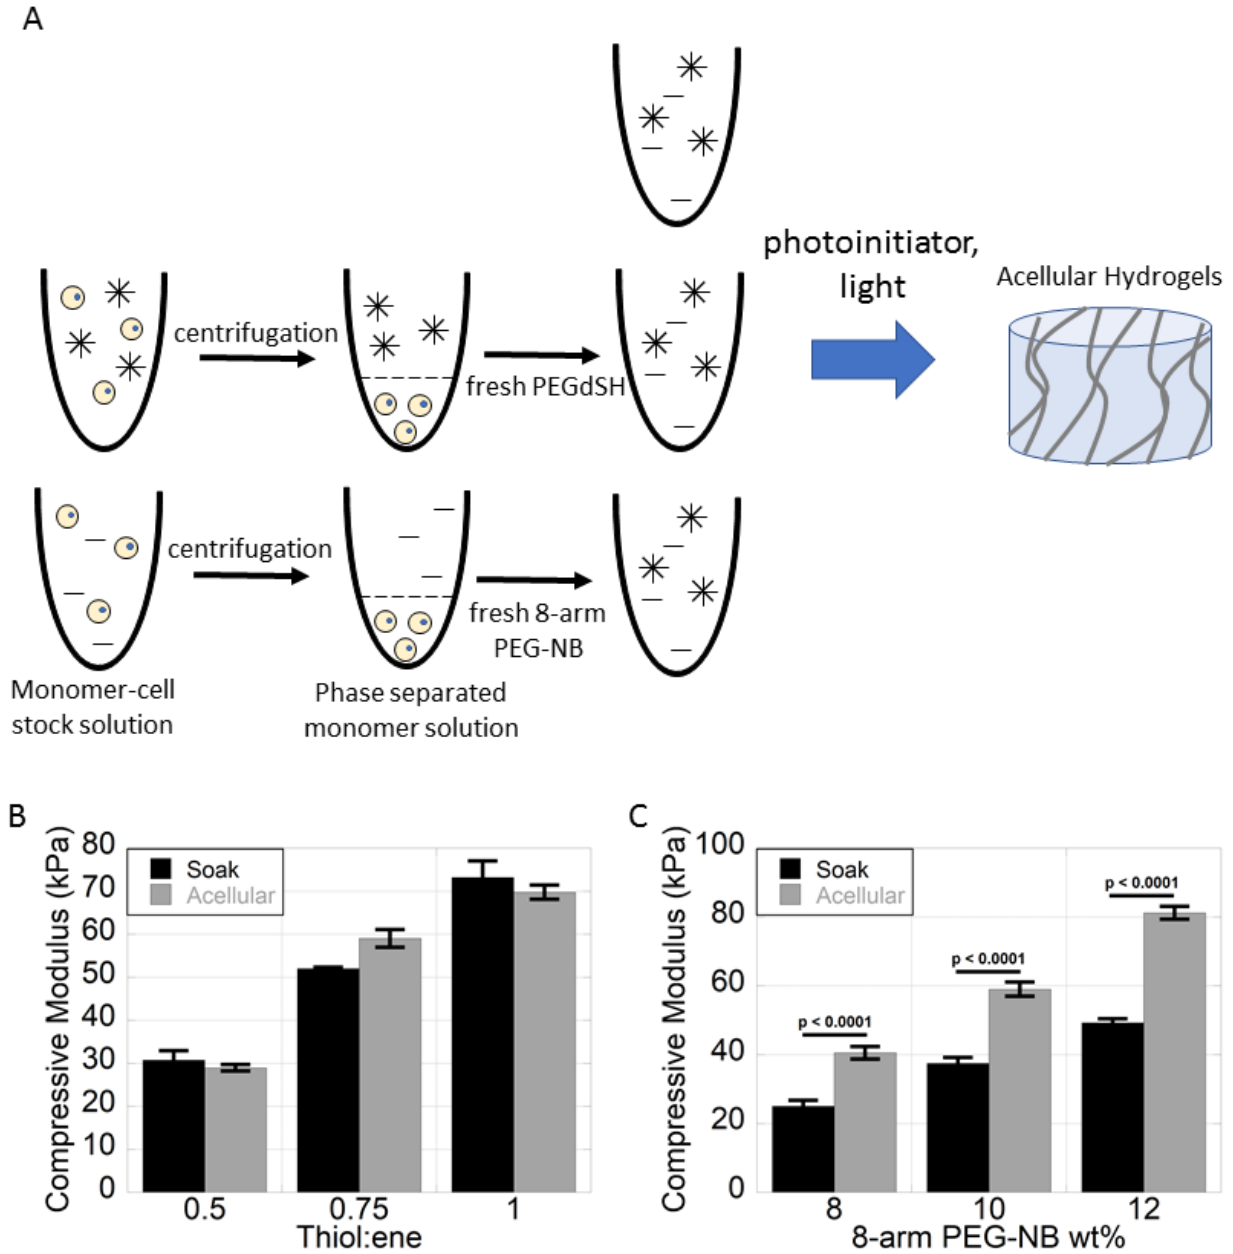 A
photoinitiator,
light
Acellular Hydrogels
centrifugation
fresh PEGdSH
centrifugation
fresh 8-arm
PEG-NB
Monomer-cell
stock solution
Phase separated
monomer solution
B
Compressive Modulus (kPa)
80
70
60
50
40
30
20
10
0
Soak
Acellular
0.5 0.75 1
Thiol:ene
C
Compressive Modulus (kPa)
100
80
60
40
20
0
Soak
Acellular
p < 0.0001
p < 0.0001
p < 0.0001
8 10 12
8-arm PEG-NB wt%